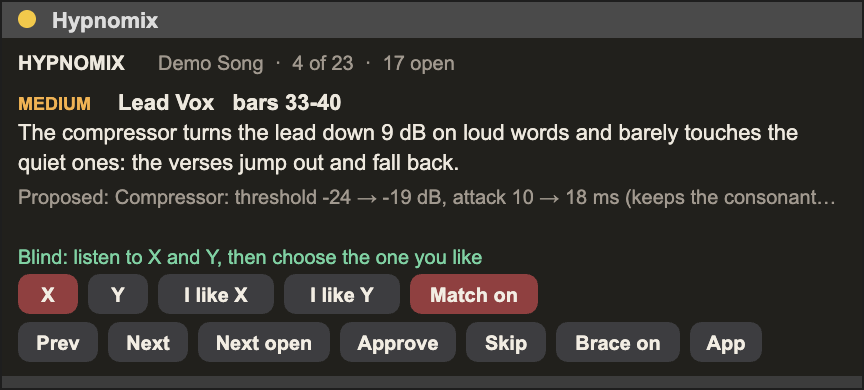 Hypnomix
HYPNOMIX Demo Song · 4 of 23 · 17 open
MEDIUM Lead Vox bars 33-40
The compressor turns the lead down 9 dB on loud words and barely touches the
quiet ones: the verses jump out and fall back.
Proposed: Compressor: threshold -24 → -19 dB, attack 10 → 18 ms (keeps the consonant…
Blind: listen to X and Y, then choose the one you like
X Y I like X I like Y Match on
Prev Next Next open Approve Skip Brace on App